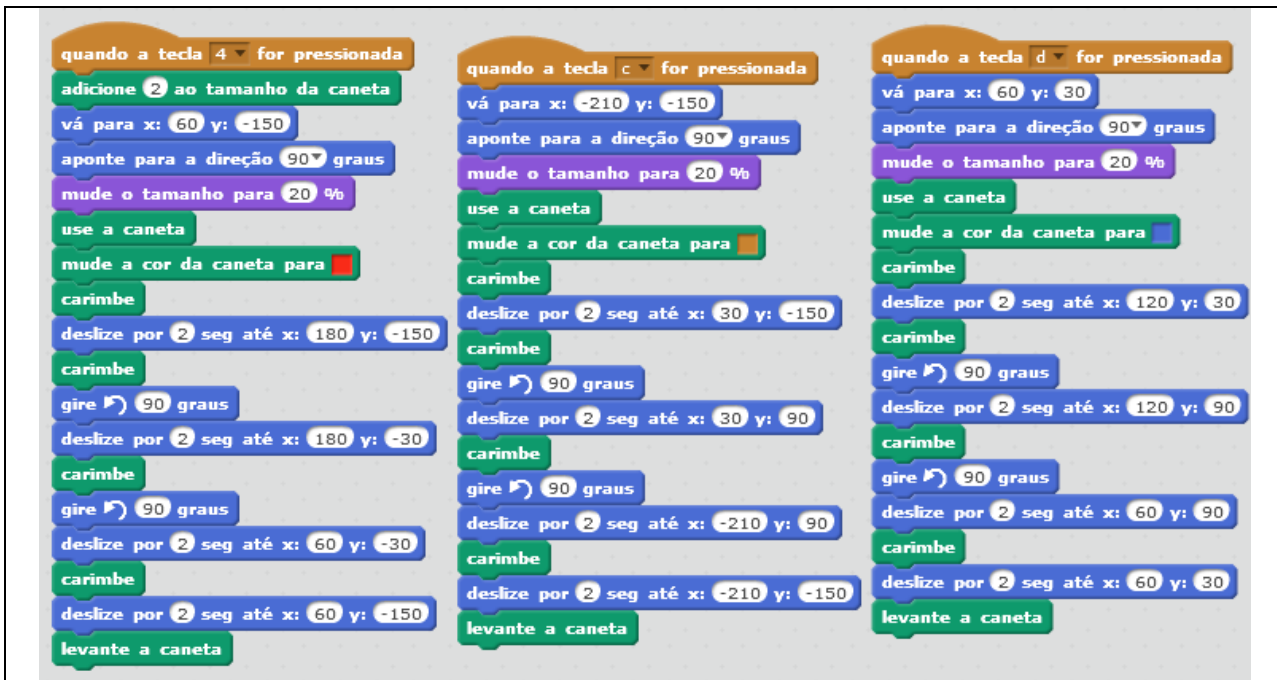 quando a tecla 4 for pressionada
adicione 2 ao tamanho da caneta
vá para x: 60 y: -150
aponte para a direção 90 graus
mude o tamanho para 20 %
use a caneta
mude a cor da caneta para
carimbe
deslize por 2 seg até x: 180 y: -150
carimbe
gire 90 graus
deslize por 2 seg até x: 180 y: -30
carimbe
gire 90 graus
deslize por 2 seg até x: 60 y: -30
carimbe
deslize por 2 seg até x: 60 y: -150
levante a caneta
quando a tecla c for pressionada
vá para x: -210 y: -150
aponte para a direção 90 graus
mude o tamanho para 20 %
use a caneta
mude a cor da caneta para
carimbe
deslize por 2 seg até x: 30 y: -150
carimbe
gire 90 graus
deslize por 2 seg até x: 30 y: 90
carimbe
gire 90 graus
deslize por 2 seg até x: -210 y: 90
carimbe
deslize por 2 seg até x: -210 y: -150
levante a caneta
quando a tecla d for pressionada
vá para x: 60 y: 30
aponte para a direção 90 graus
mude o tamanho para 20 %
use a caneta
mude a cor da caneta para
carimbe
deslize por 2 seg até x: 120 y: 30
carimbe
gire 90 graus
deslize por 2 seg até x: 120 y: 90
carimbe
gire 90 graus
deslize por 2 seg até x: 60 y: 90
carimbe
deslize por 2 seg até x: 60 y: 30
levante a caneta